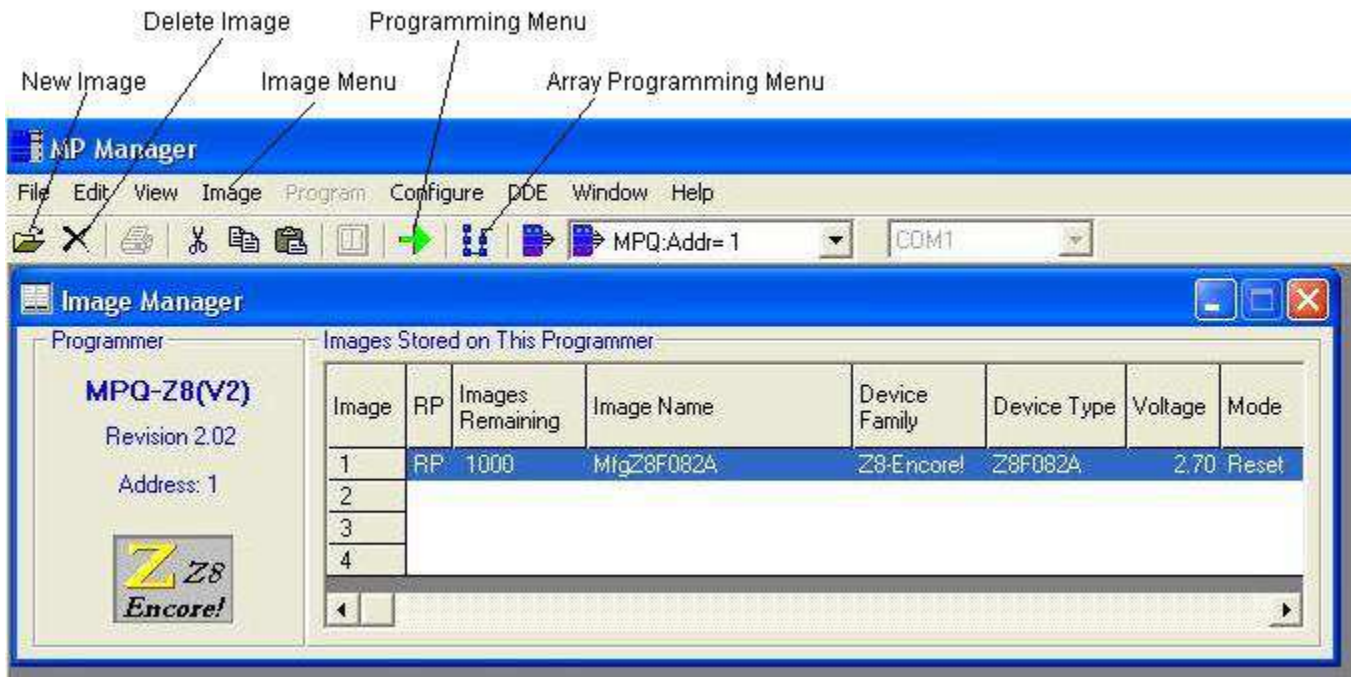 Delete Image Programming Menu
New Image Image Menu Array Programming Menu
MP Manager
File Edit View Image Program Configure DDE Window Help
MPQ:Addr= 1 COM1
Image Manager
Programmer Images Stored on This Programmer
MPQ-Z8(V2)
Revision 2.02
Address: 1
Z Z8
Encore!
Image RP Images Remaining Image Name Device Family Device Type Voltage Mode
1 RP 1000 MfgZ8F082A Z8-Encore! Z8F082A 2.70 Reset
2
3
4